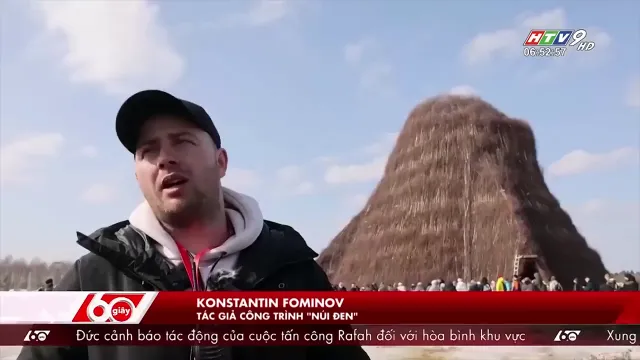 HTV9 HD
06:52:57
60 giây
KONSTANTIN FOMINOV
TÁC GIẢ CÔNG TRÌNH "NÚI ĐEN"
60 Đức cảnh báo tác động của cuộc tấn công Rafah đối với hòa bình khu vực 60 Xung